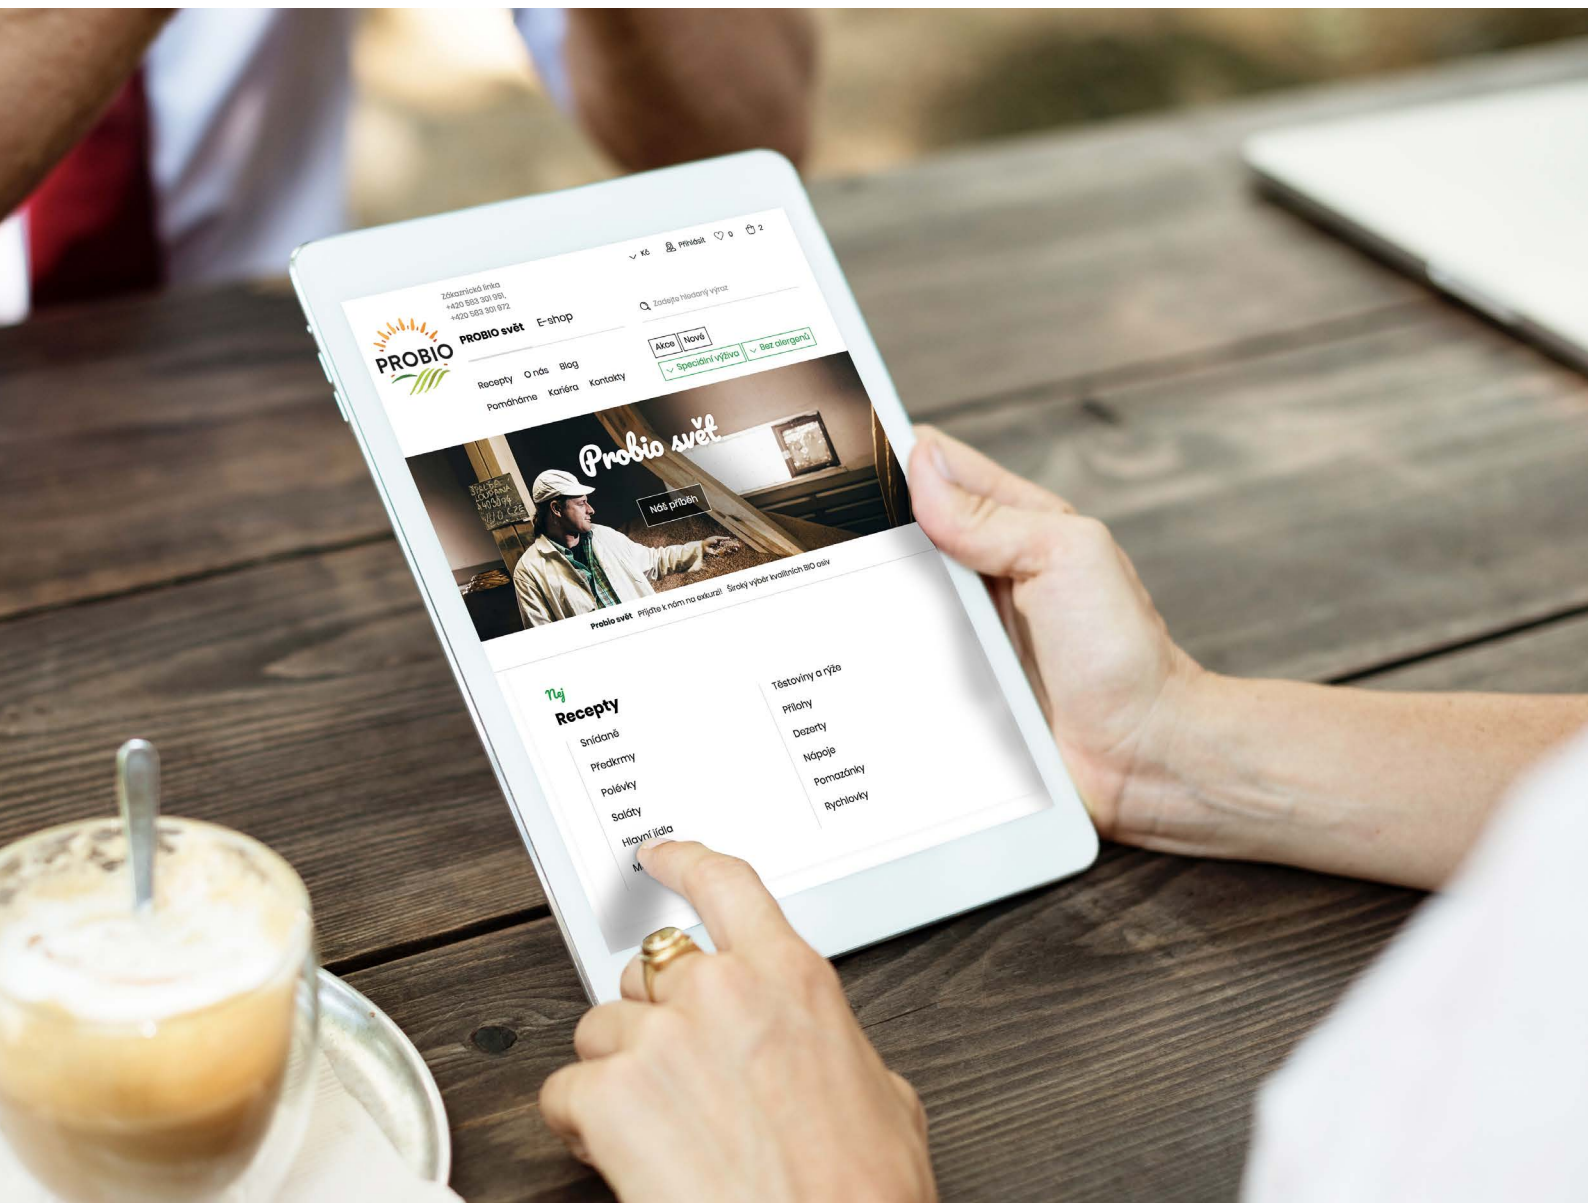 Kč Přihlásit 0 2
Zákaznická linka
+420 583 301 951,
+420 583 301 972
PROBIO
PROBIO svět E-shop
Zadejte hledaný výraz
Recepty O nás Blog
Pomáháme Kariéra Kontakty
Akce Nové
Speciální výživa Bez alergenů
Probio svět
Náš příběh
Probio svět Přijďte k nám na exkurzi! Široký výběr kvalitních BIO osiv
Nej
Recepty
Snídaně
Předkrmy
Polévky
Saláty
Hlavní jídla
Těstoviny a rýže
Přílohy
Dezerty
Nápoje
Pomazánky
Rychlovky